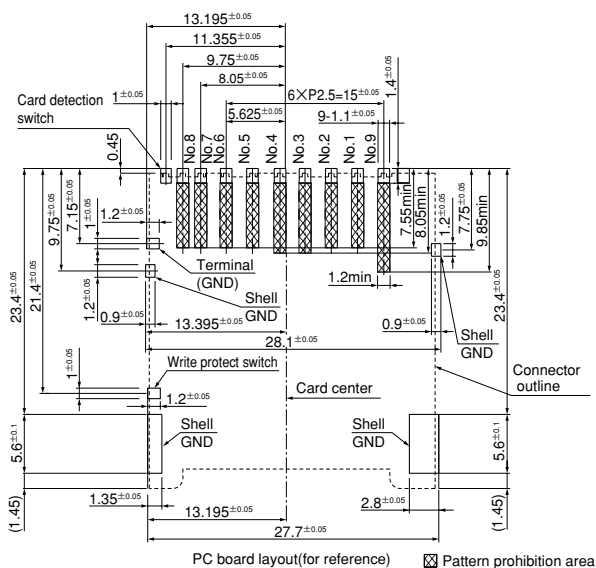 13.195±0.05
11.355±0.05
9.75±0.05
8.05±0.05
1±0.05
6×P2.5=15±0.05
1.4±0.05
5.625±0.05
9-1.1±0.05
Card detection
switch
0.45
No.8
No.7
No.6
No.5
No.4
No.3
No.2
No.1
No.9
23.4±0.05
21.4±0.05
9.75±0.05
7.15±0.05
1±0.05
1.2±0.05
1.2±0.05
Terminal
(GND)
Shell
GND
7.55min
8.05min
7.75±0.05
1.2±0.05
9.85min
23.4±0.05
1.2min
0.9±0.05
13.395±0.05
0.9±0.05
Shell
GND
28.1±0.05
Write protect switch
1±0.05
1.2±0.05
Card center
Connector
outline
Shell
GND
Shell
GND
5.6±0.1
5.6±0.1
(1.45)
(1.45)
1.35±0.05
2.8±0.05
13.195±0.05
27.7±0.05
PC board layout(for reference)
Pattern prohibition area